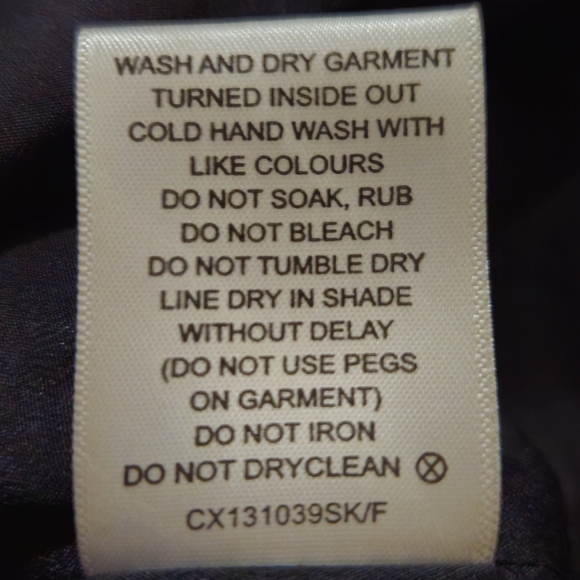 WASH AND DRY GARMENT
TURNED INSIDE OUT
COLD HAND WASH WITH
LIKE COLOURS
DO NOT SOAK, RUB
DO NOT BLEACH
DO NOT TUMBLE DRY
LINE DRY IN SHADE
WITHOUT DELAY
(DO NOT USE PEGS
ON GARMENT)
DO NOT IRON
DO NOT DRYCLEAN
CX131039SK/F